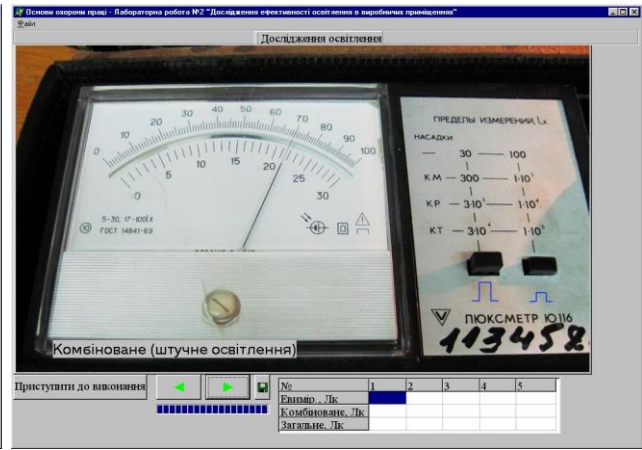 Основи охорони праці - Лабораторна робота №2 "Дослідження ефективності освітлення в виробничих приміщеннях"
Файл
Дослідження освітлення
0 10 20 30 40 50 60 70 80 90 100
0 5 10 15 20 25 30
5-30; 17-100lx
ГОСТ 14841-69
ПРЕДЕЛЫ ИЗМЕРЕНИЙ, Lx
НАСАДКИ
— 30 — 100
КМ — 300 — 1·10³
КР — 3·10³ — 1·10⁴
КТ — 3·10⁴ — 1·10⁵
ЛЮКСМЕТР Ю116
113452
Комбіноване (штучне освітлення)
Приступити до виконання
№ 1 2 3 4 5
Евимір., Лк
Комбіноване, Лк
Загальне, Лк